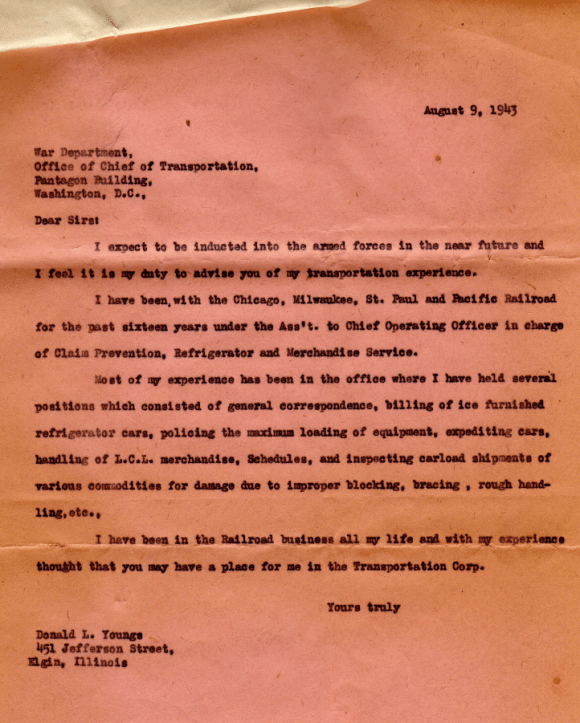 August 9, 1943
War Department,
Office of Chief of Transportation,
Pantagon Building,
Washington, D.C.,
Dear Sirs:
I expect to be inducted into the armed forces in the near future and
I feel it is my duty to advise you of my transportation experience.
I have been,with the Chicago, Milwaukee, St. Paul and Pacific Railroad
for the past sixteen years under the Ass't. to Chief Operating Officer in charge
of Claim Prevention, Refrigerator and Merchandise Service.
Most of my experience has been in the office where I have held several
positions which consisted of general correspondence, billing of ice furnished
refrigerator cars, policing the maximum loading of equipment, expediting cars,
handling of L.C.L. merchandise, Schedules, and inspecting carload shipments of
various commodities for damage due to improper blocking, bracing , rough hand-
ling,etc.,
I have been in the Railroad business all my life and with my experience
thought that you may have a place for me in the Transportation Corp.
Yours truly
Donald L. Youngs
451 Jefferson Street,
Elgin, Illinois